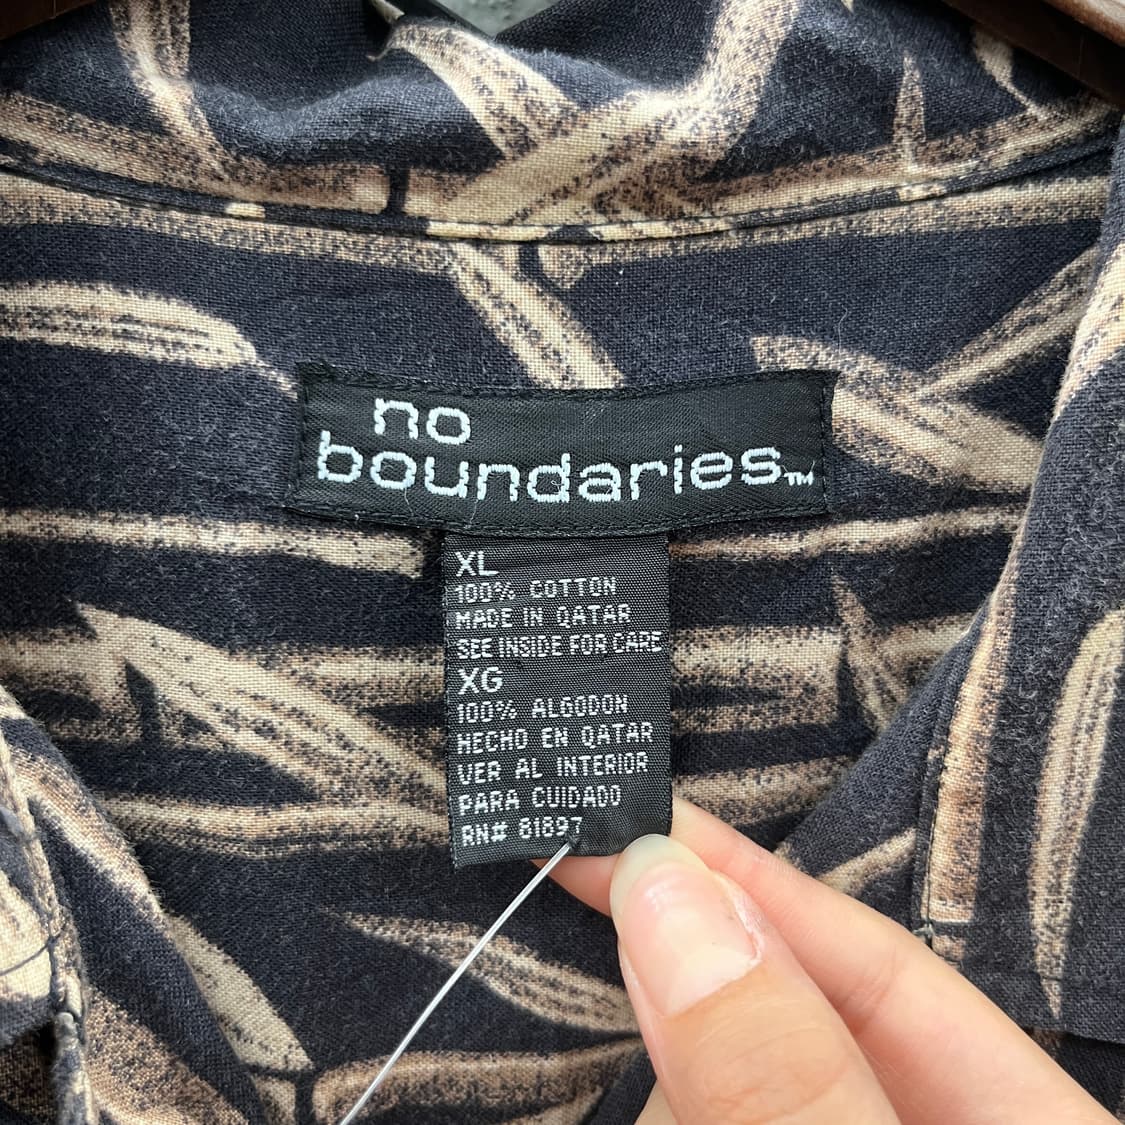 no
boundaries™
XL
100% COTTON
MADE IN QATAR
SEE INSIDE FOR CARE
XG
100% ALGODON
HECHO EN QATAR
VER AL INTERIOR
PARA CUIDADO
RN# 81897